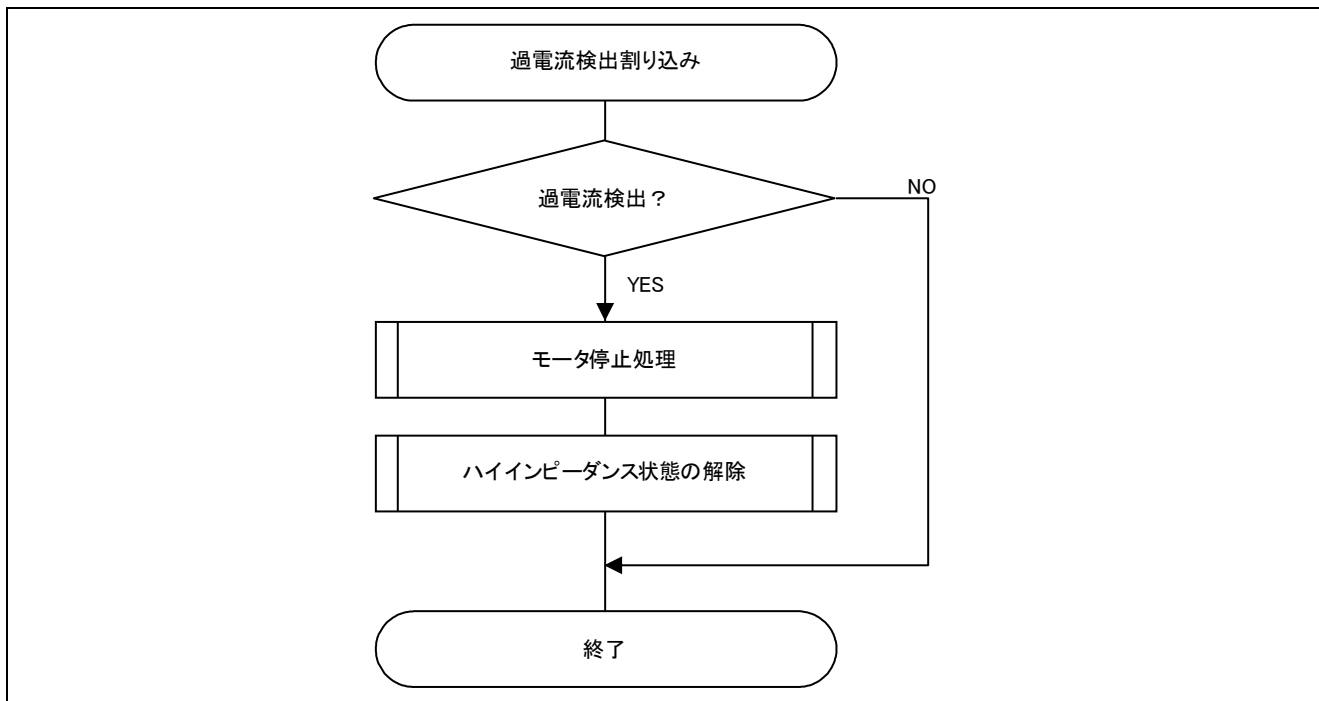 過電流検出割り込み
過電流検出？
NO
YES
モータ停止処理
ハイインピーダンス状態の解除
終了